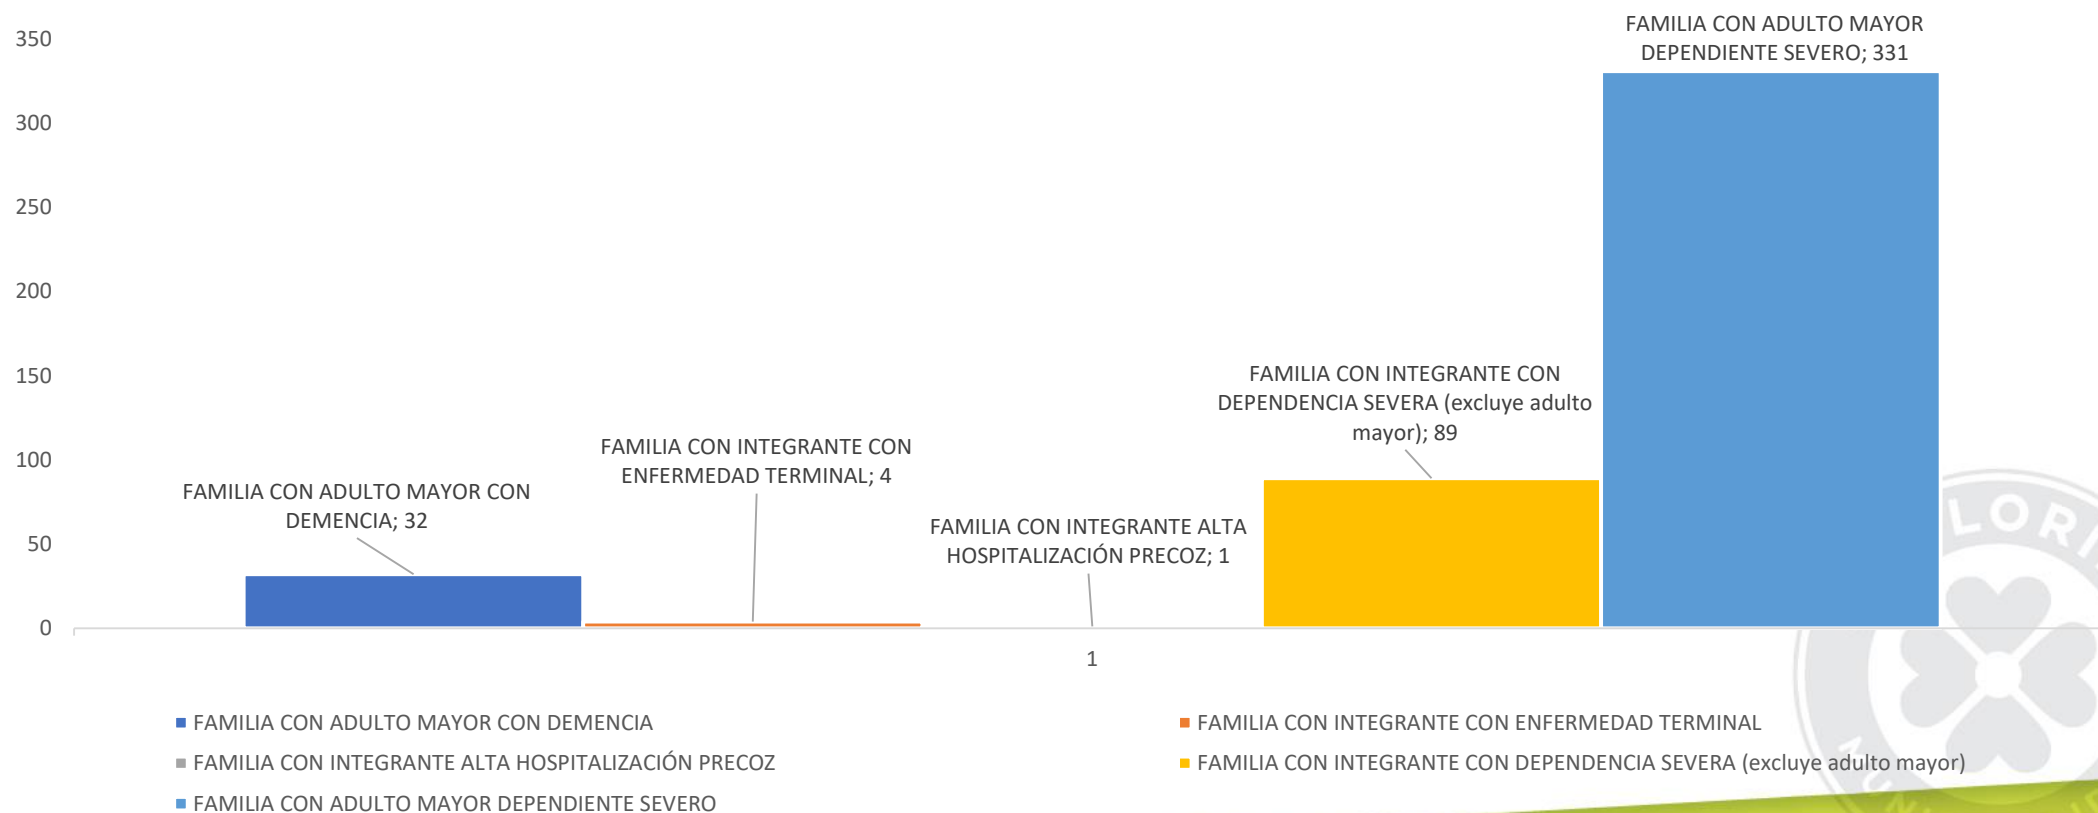 350
300
250
200
150
100
50
0
FAMILIA CON ADULTO MAYOR CON
DEMENCIA; 32
FAMILIA CON INTEGRANTE CON
ENFERMEDAD TERMINAL; 4
FAMILIA CON INTEGRANTE ALTA
HOSPITALIZACIÓN PRECOZ; 1
FAMILIA CON INTEGRANTE CON
DEPENDENCIA SEVERA (excluye adulto
mayor); 89
FAMILIA CON ADULTO MAYOR
DEPENDIENTE SEVERO; 331
1
FAMILIA CON ADULTO MAYOR CON DEMENCIA
FAMILIA CON INTEGRANTE CON ENFERMEDAD TERMINAL
FAMILIA CON INTEGRANTE ALTA HOSPITALIZACIÓN PRECOZ
FAMILIA CON INTEGRANTE CON DEPENDENCIA SEVERA (excluye adulto mayor)
FAMILIA CON ADULTO MAYOR DEPENDIENTE SEVERO